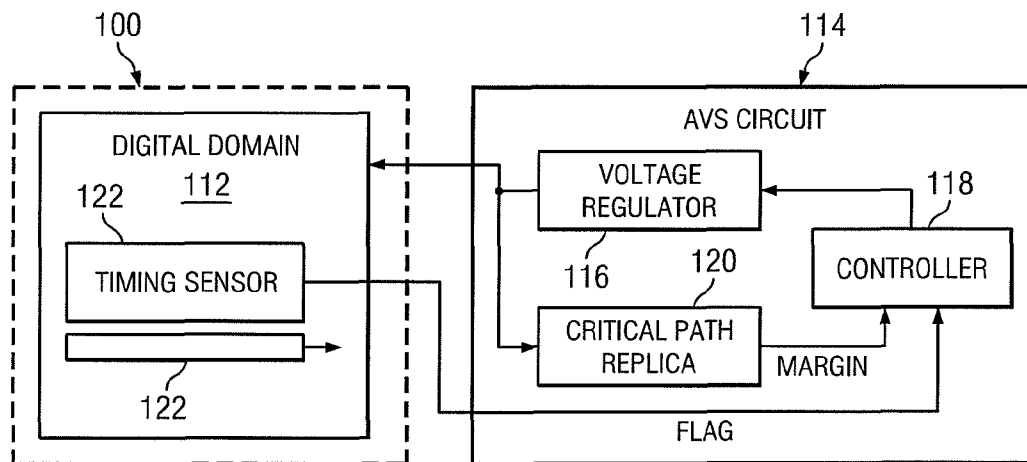 100
114
DIGITAL DOMAIN
112
122
TIMING SENSOR
122
AVS CIRCUIT
VOLTAGE
REGULATOR
116
118
CONTROLLER
120
CRITICAL PATH
REPLICA
MARGIN
FLAG